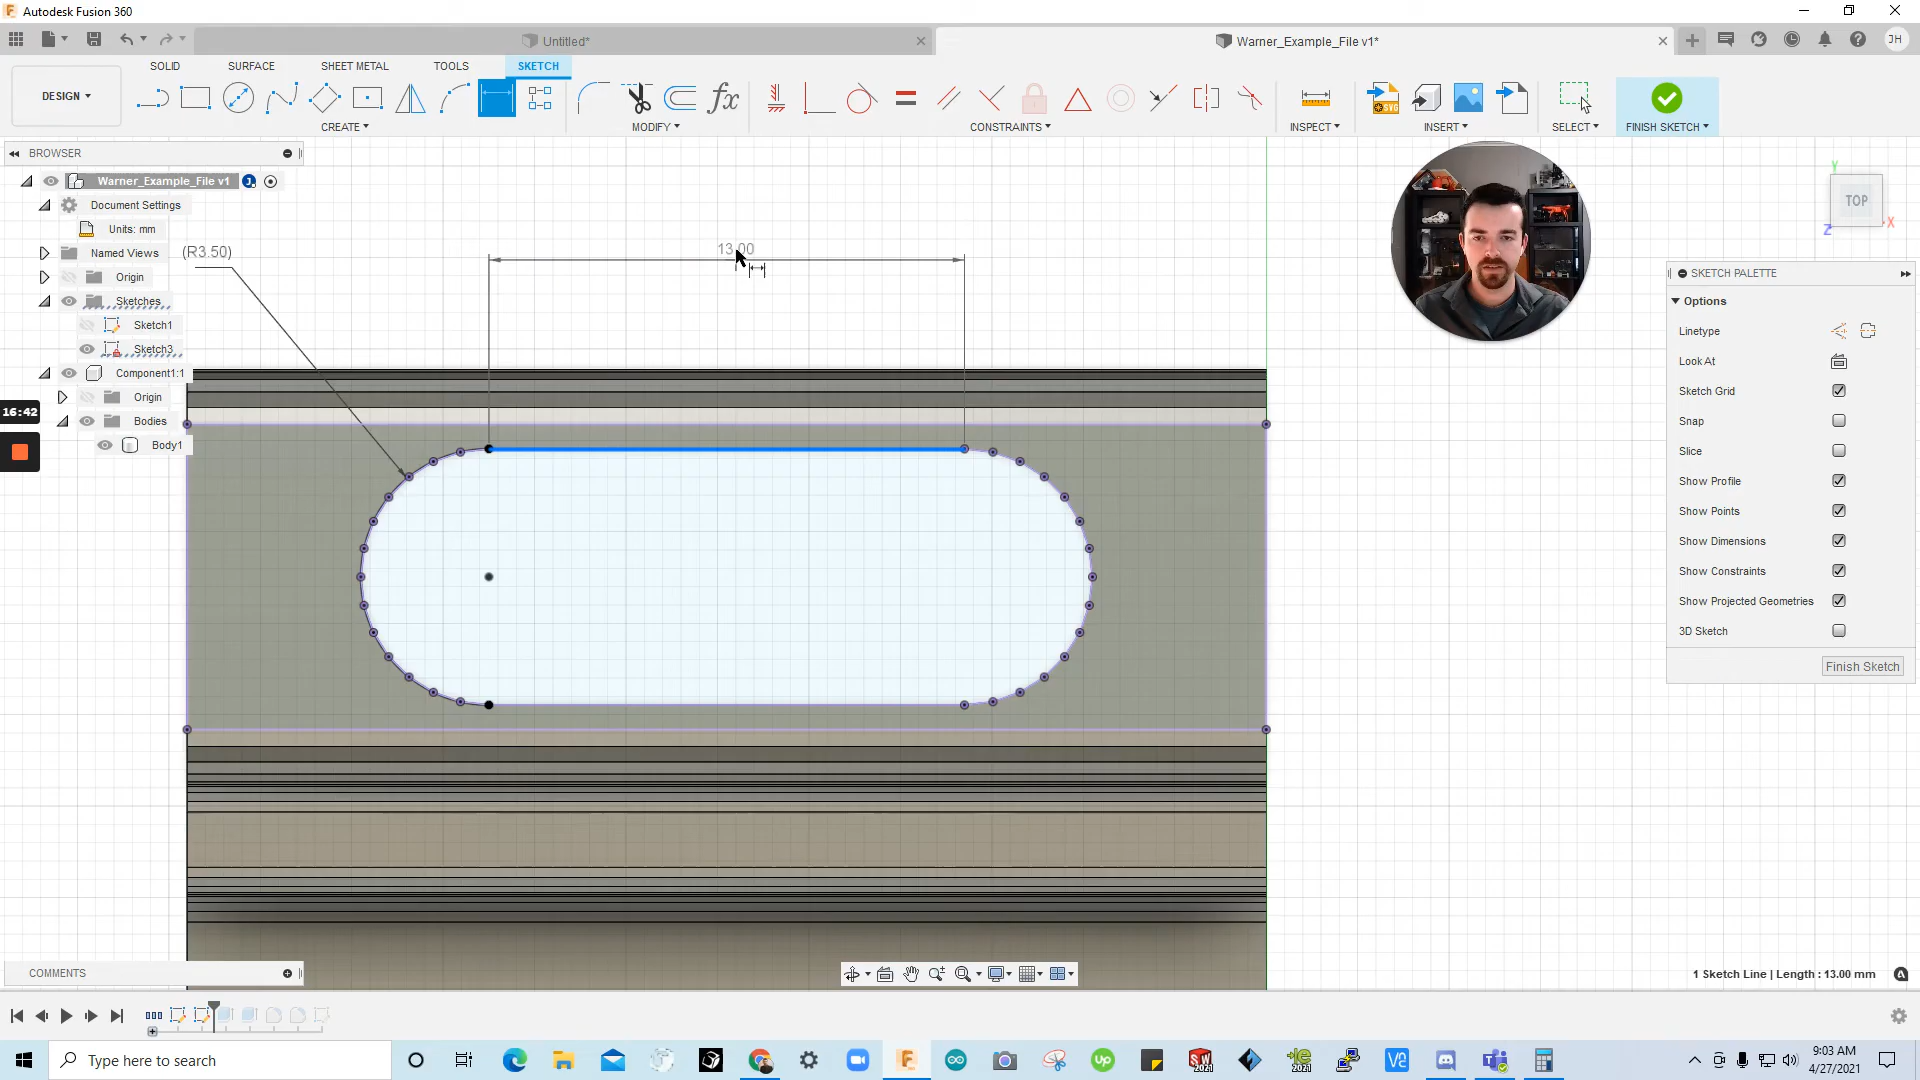 Autodesk Fusion 360
Untitled*
Warner_Example_File v1*
JH
DESIGN
SOLID
SURFACE
SHEET METAL
TOOLS
SKETCH
CREATE
MODIFY
CONSTRAINTS
INSPECT
INSERT
SELECT
FINISH SKETCH
BROWSER
Warner_Example_File v1
Document Settings
Units: mm
Named Views
Origin
Sketches
Sketch1
Sketch3
Component1:1
Origin
Bodies
Body1
16:42
(R3.50)
13.00
TOP
Y
X
Z
SKETCH PALETTE
Options
Linetype
Look At
Sketch Grid
Snap
Slice
Show Profile
Show Points
Show Dimensions
Show Constraints
Show Projected Geometries
3D Sketch
Finish Sketch
COMMENTS
1 Sketch Line | Length : 13.00 mm
Type here to search
9:03 AM
4/27/2021